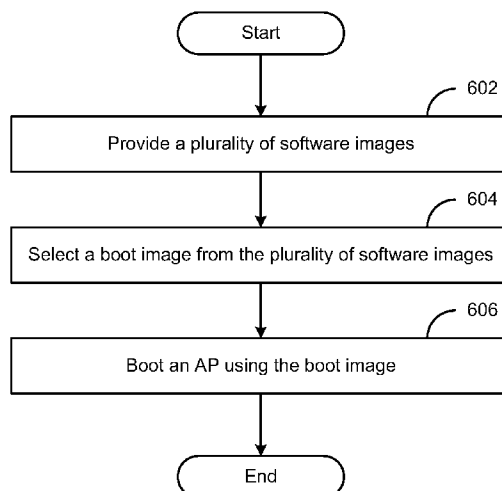 Start
602
Provide a plurality of software images
604
Select a boot image from the plurality of software images
606
Boot an AP using the boot image
End